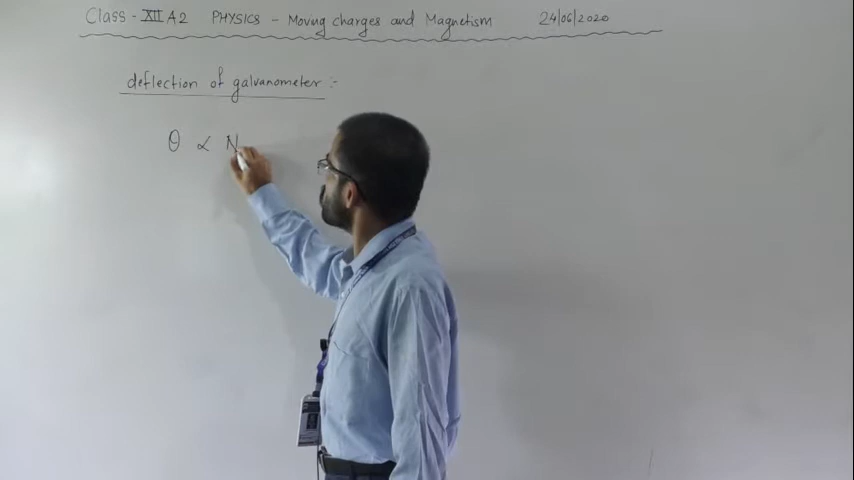 Class - XII A2 PHYSICS - Moving charges and Magnetism 24/06/2020
deflection of galvanometer :-
θ ∝ N